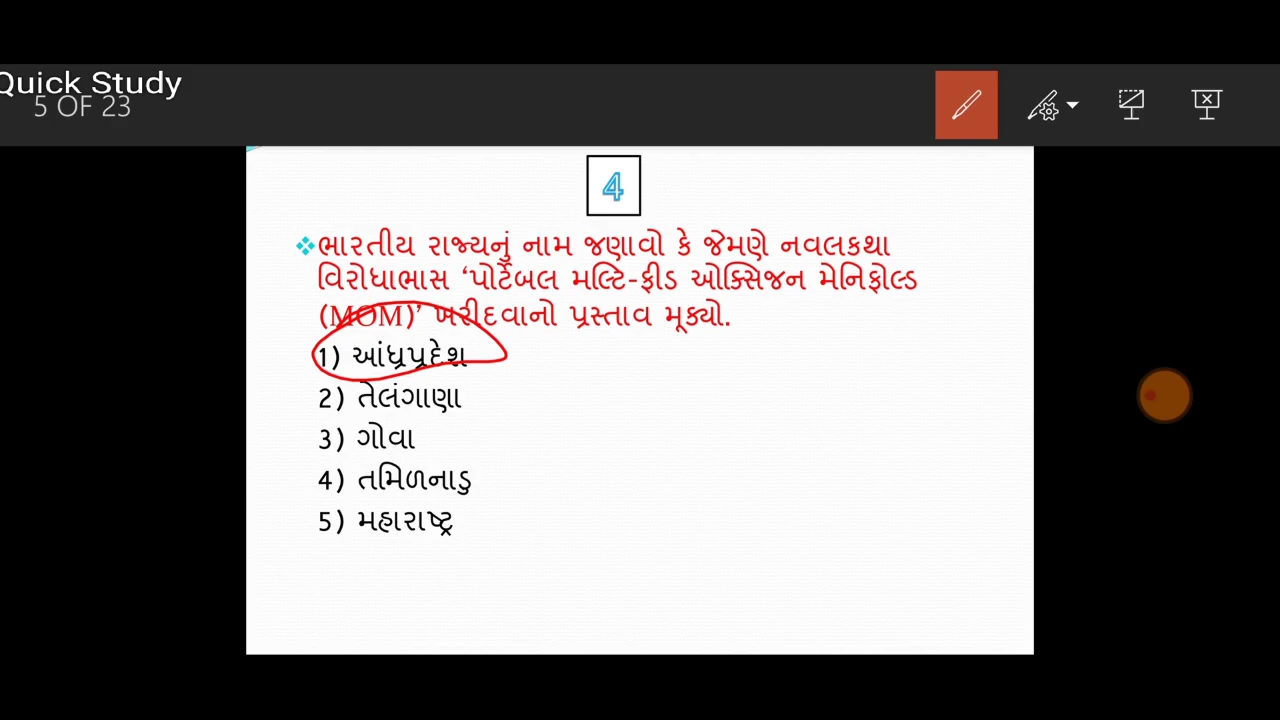 Quick Study
5 OF 23
4
ભારતીય રાજ્યનું નામ જણાવો કે જેમણે નવલકથા
વિરોધાભાસ ‘પોર્ટેબલ મલ્ટિ-ફીડ ઓક્સિજન મેનિફોલ્ડ
(MOM)’ ખરીદવાનો પ્રસ્તાવ મૂક્યો.
1) આંધ્રપ્રદેશ
2) તેલંગાણા
3) ગોવા
4) તમિળનાડુ
5) મહારાષ્ટ્ર